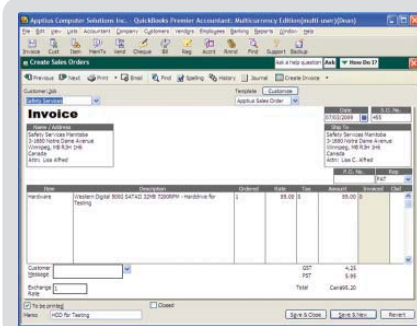 Apptius Computer Solutions Inc. - QuickBooks Premier Accountant: Multicurrency Edition(multi-user)(Dean)
File Edit View Lists Accountant Company Customers Vendors Employees Banking Reports Window Help
Invoice Cust Item MemTx Vend Cheque Bill Reg Accnt Rmnd Find Support Backup
Create Sales Orders Ask a help question Ask How Do I?
Previous Next Print Email Find Spelling History Journal Create Invoice
Customer:Job Template Customize
Safety Services Apptius Sales Order
Invoice
Date S.O. No.
07/03/2009 455
Name / Address Ship To
Safety Services Manitoba Safety Services Manitoba
3-1680 Notre Dame Avenue 3-1680 Notre Dame Avenue
Winnipeg, MB R3H 1H6 Winnipeg, MB R3H 1H6
Canada Canada
Attn: Lisa Alfred Attn: Lisa C. Alfred
P.O. No. Rep
PAT
Item Description Ordered Rate Tax Amount Invoiced Clsd
Hardware Western Digital 500G SATAII 32MB 7200RPM - Harddrive for 1 85.00 S 85.00 0
Testing
Customer Message GST 4.25
PST 5.95
Exchange Rate 1 Total Can$95.20
To be printed Closed
Memo HDD for Testing Save & Close Save & New Revert